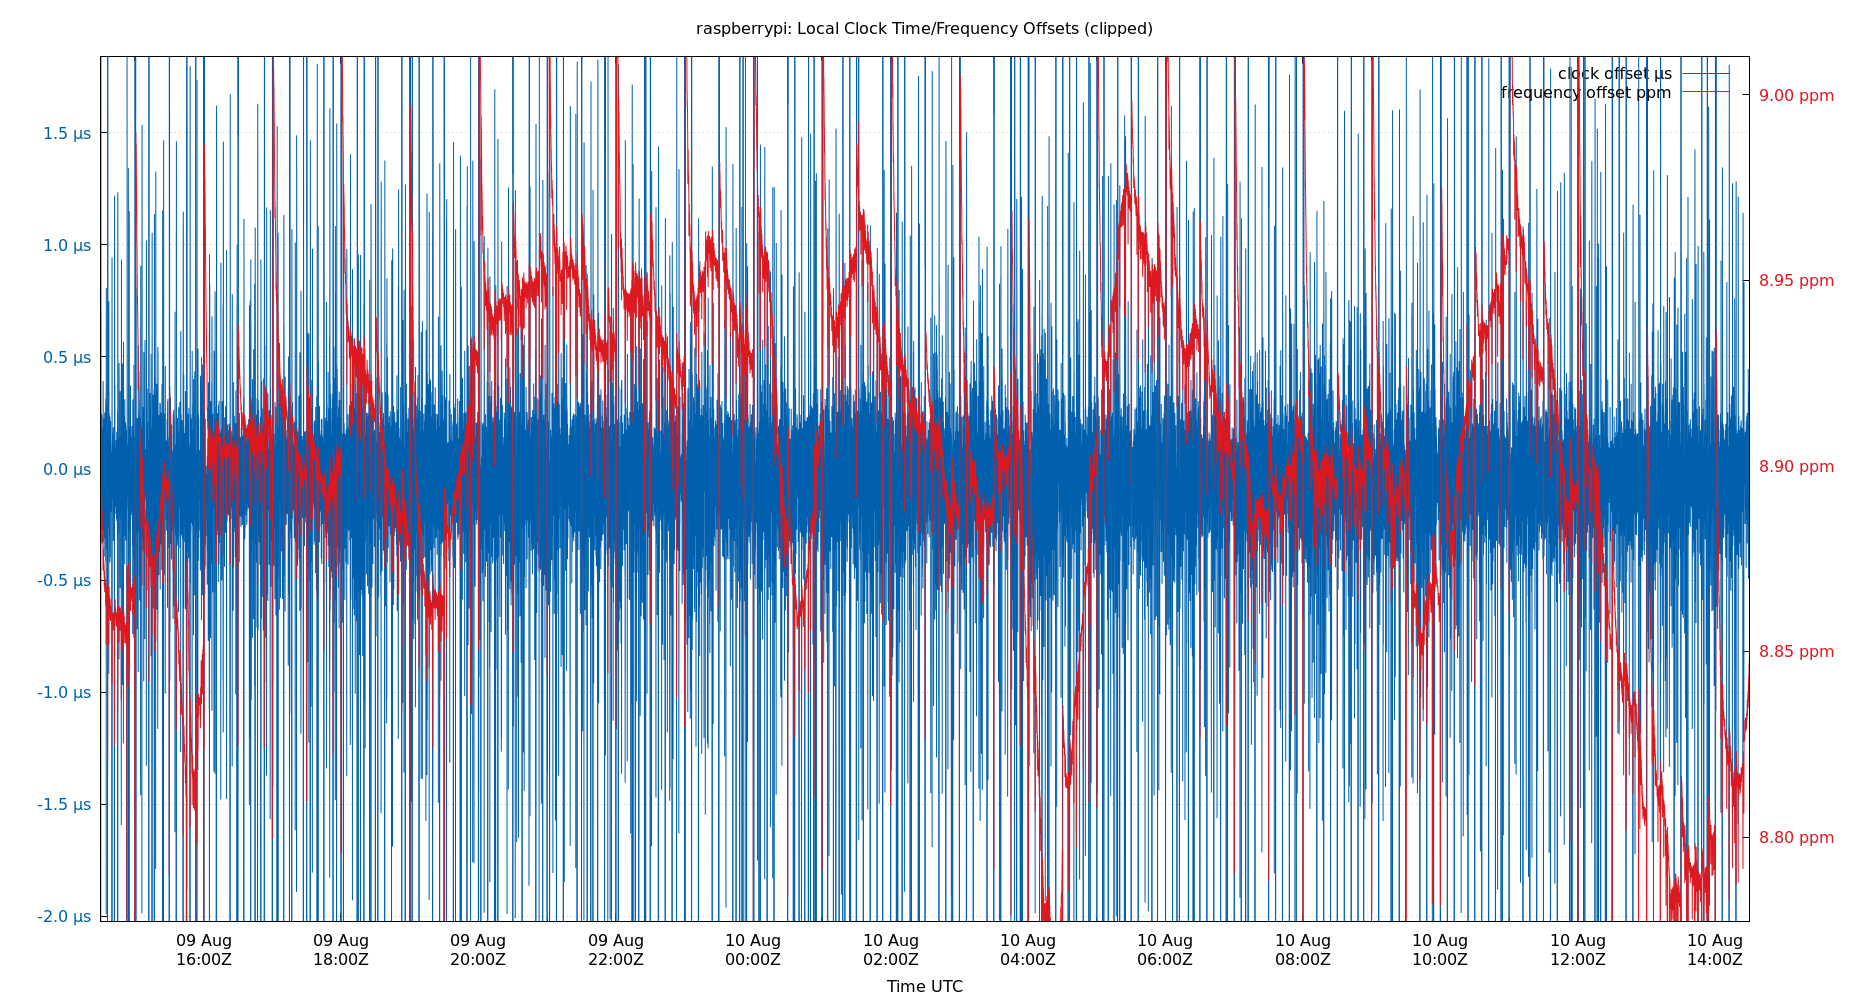 raspberrypi: Local Clock Time/Frequency Offsets (clipped)
clock offset µs
frequency offset ppm
1.5 µs
1.0 µs
0.5 µs
0.0 µs
-0.5 µs
-1.0 µs
-1.5 µs
-2.0 µs
9.00 ppm
8.95 ppm
8.90 ppm
8.85 ppm
8.80 ppm
09 Aug 09 Aug 09 Aug 09 Aug 10 Aug 10 Aug 10 Aug 10 Aug 10 Aug 10 Aug 10 Aug 10 Aug
16:00Z 18:00Z 20:00Z 22:00Z 00:00Z 02:00Z 04:00Z 06:00Z 08:00Z 10:00Z 12:00Z 14:00Z
Time UTC